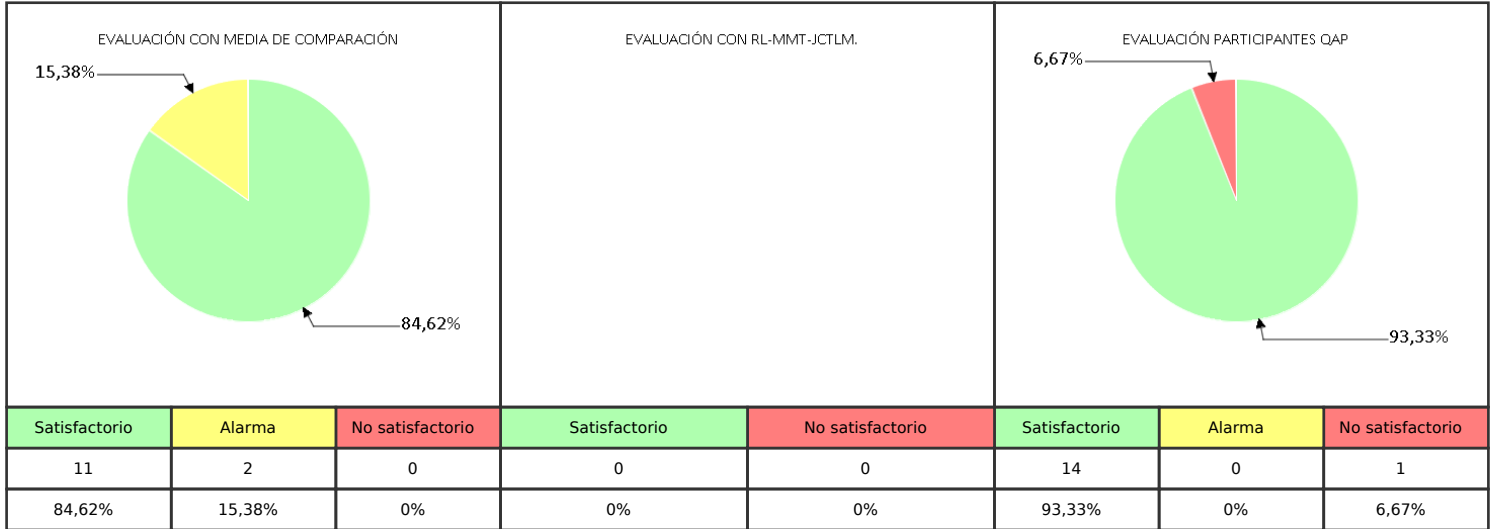 EVALUACIÓN CON MEDIA DE COMPARACIÓN
15,38%
84,62%
EVALUACIÓN CON RL-MMT-JCTLM.
EVALUACIÓN PARTICIPANTES QAP
6,67%
93,33%
Satisfactorio Alarma No satisfactorio Satisfactorio No satisfactorio Satisfactorio Alarma No satisfactorio
11 2 0 0 0 14 0 1
84,62% 15,38% 0% 0% 0% 93,33% 0% 6,67%